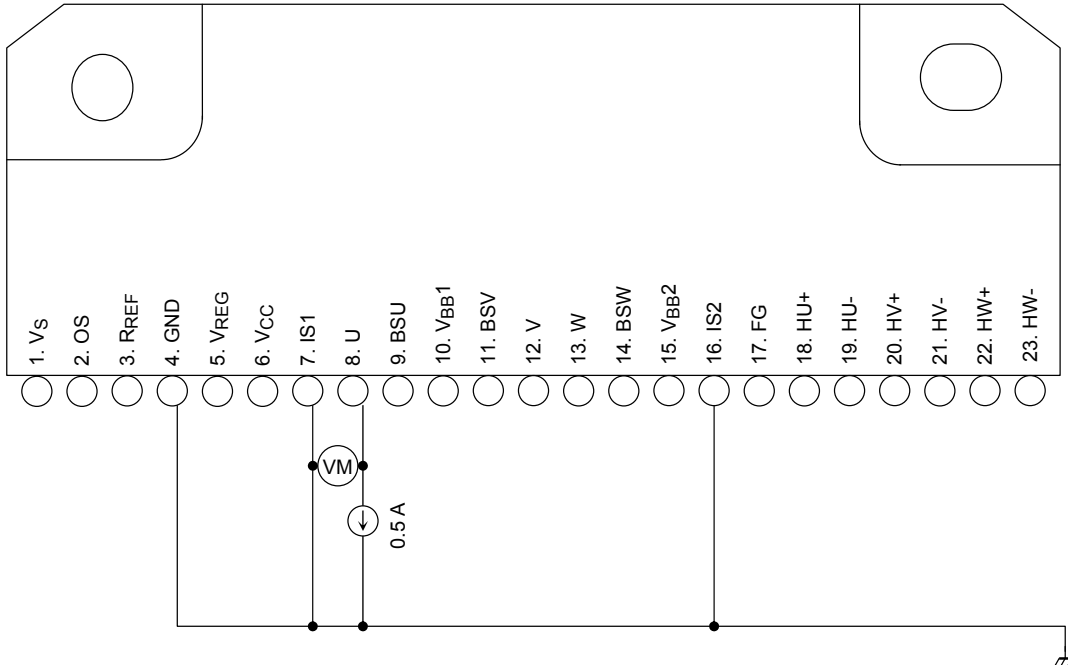 1. VS
2. OS
3. RREF
4. GND
5. VREG
6. VCC
7. IS1
8. U
9. BSU
10. VBB1
11. BSV
12. V
13. W
14. BSW
15. VBB2
16. IS2
17. FG
18. HU+
19. HU-
20. HV+
21. HV-
22. HW+
23. HW-
VM
0.5 A